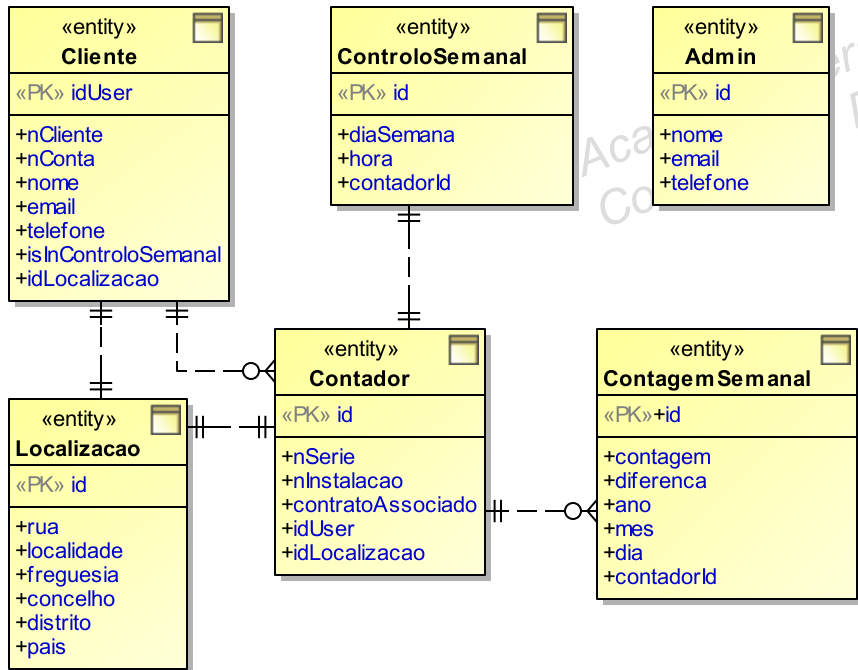 «entity»
Cliente
«PK» idUser
+nCliente
+nConta
+nome
+email
+telefone
+isInControloSemanal
+idLocalizacao
«entity»
ControloSemanal
«PK» id
+diaSemana
+hora
+contadorId
«entity»
Admin
«PK» id
+nome
+email
+telefone
«entity»
Localizacao
«PK» id
+rua
+localidade
+freguesia
+concelho
+distrito
+pais
«entity»
Contador
«PK» id
+nSerie
+nInstalacao
+contratoAssociado
+idUser
+idLocalizacao
«entity»
ContagemSemanal
«PK»+id
+contagem
+diferenca
+ano
+mes
+dia
+contadorId